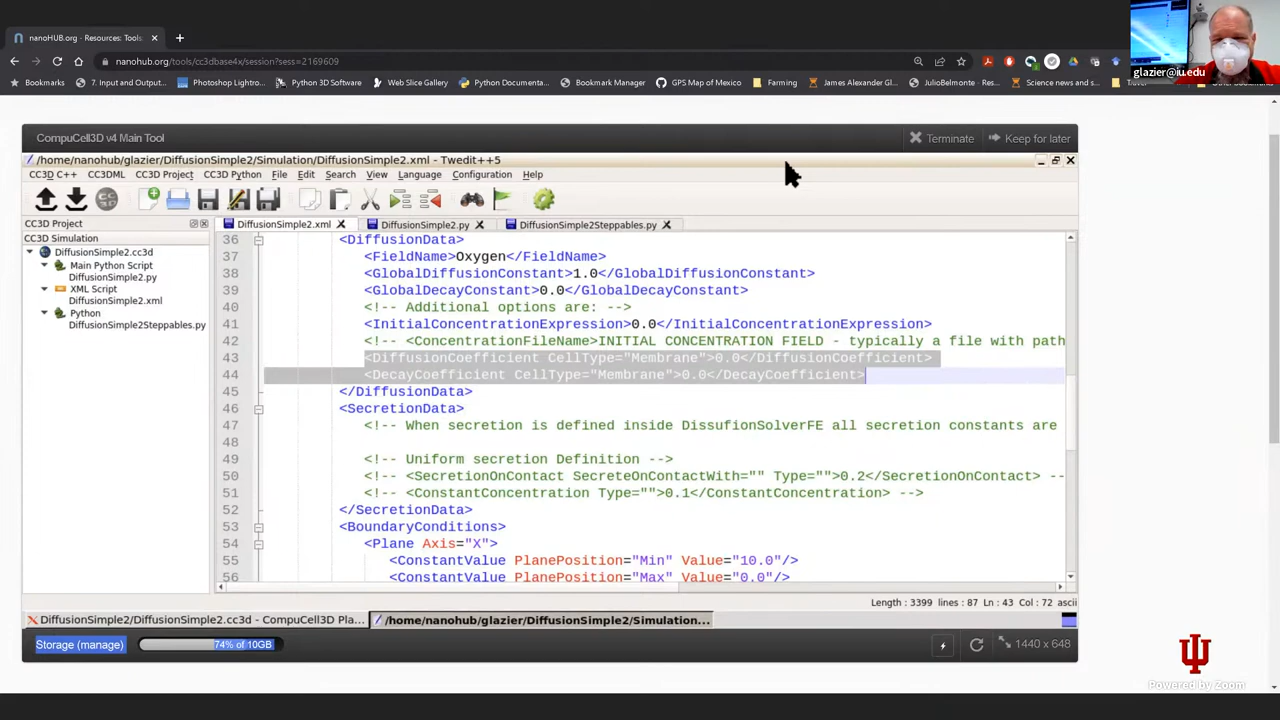 nanoHUB.org - Resources: Tools:
nanohub.org/tools/cc3dbase4x/session?sess=2169609
glazier@iu.edu
Bookmarks 7. Input and Output... Photoshop Lightro... Python 3D Software Web Slice Gallery Python Documenta... Bookmark Manager GPS Map of Mexico Farming James Alexander Gl... JulioBelmonte - Res... Science news and s...
CompuCell3D v4 Main Tool Terminate Keep for later
/home/nanohub/glazier/DiffusionSimple2/Simulation/DiffusionSimple2.xml - Twedit++5
CC3D C++ CC3DML CC3D Project CC3D Python File Edit Search View Language Configuration Help
CC3D Project DiffusionSimple2.xml DiffusionSimple2.py DiffusionSimple2Steppables.py
CC3D Simulation
DiffusionSimple2.cc3d
Main Python Script
DiffusionSimple2.py
XML Script
DiffusionSimple2.xml
Python
DiffusionSimple2Steppables.py
36 <DiffusionData>
37 <FieldName>Oxygen</FieldName>
38 <GlobalDiffusionConstant>1.0</GlobalDiffusionConstant>
39 <GlobalDecayConstant>0.0</GlobalDecayConstant>
40 <!-- Additional options are: -->
41 <InitialConcentrationExpression>0.0</InitialConcentrationExpression>
42 <!-- <ConcentrationFileName>INITIAL CONCENTRATION FIELD - typically a file with path
43 <DiffusionCoefficient CellType="Membrane">0.0</DiffusionCoefficient>
44 <DecayCoefficient CellType="Membrane">0.0</DecayCoefficient>
45 </DiffusionData>
46 <SecretionData>
47 <!-- When secretion is defined inside DissufionSolverFE all secretion constants are
48
49 <!-- Uniform secretion Definition -->
50 <!-- <SecretionOnContact SecreteOnContactWith="" Type="">0.2</SecretionOnContact> --
51 <!-- <ConstantConcentration Type="">0.1</ConstantConcentration> -->
52 </SecretionData>
53 <BoundaryConditions>
54 <Plane Axis="X">
55 <ConstantValue PlanePosition="Min" Value="10.0"/>
56 <ConstantValue PlanePosition="Max" Value="0.0"/>
Length : 3399 lines : 87 Ln : 43 Col : 72 ascii
DiffusionSimple2/DiffusionSimple2.cc3d - CompuCell3D Pla... /home/nanohub/glazier/DiffusionSimple2/Simulation...
Storage (manage) 74% of 10GB 1440 x 648
Powered by Zoom